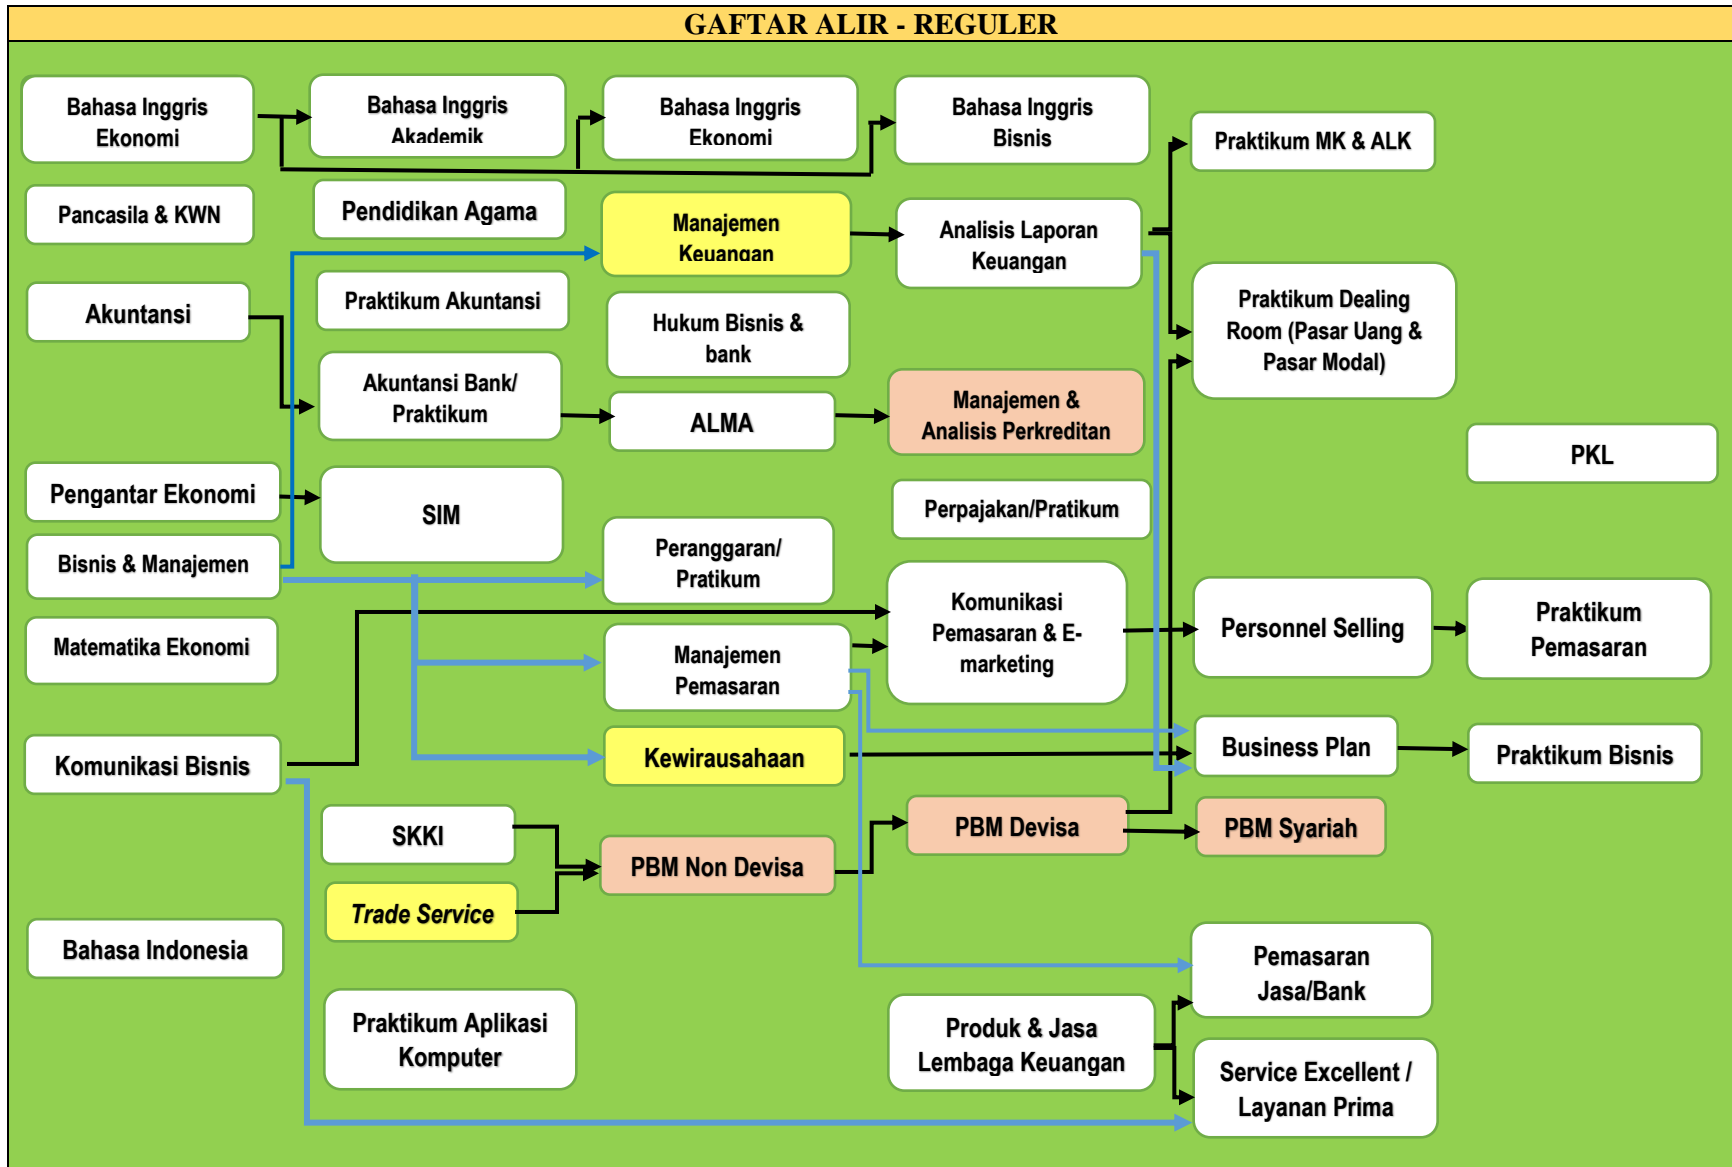 GAFTAR ALIR - REGULER
Bahasa Inggris
Ekonomi
Pancasila & KWN
Akuntansi
Pengantar Ekonomi
Bisnis & Manajemen
Matematika Ekonomi
Komunikasi Bisnis
Bahasa Indonesia
Bahasa Inggris
Akademik
Pendidikan Agama
Praktikum Akuntansi
Akuntansi Bank/
Praktikum
SIM
SKKI
Trade Service
Praktikum Aplikasi
Komputer
Bahasa Inggris
Ekonomi
Manajemen
Keuangan
Hukum Bisnis &
bank
ALMA
Peranggaran/
Pratikum
Manajemen
Pemasaran
Kewirausahaan
PBM Non Devisa
Bahasa Inggris
Bisnis
Analisis Laporan
Keuangan
Manajemen &
Analisis Perkreditan
Perpajakan/Pratikum
Komunikasi
Pemasaran & E-
marketing
PBM Devisa
Produk & Jasa
Lembaga Keuangan
Praktikum MK & ALK
Praktikum Dealing
Room (Pasar Uang &
Pasar Modal)
Personnel Selling
Business Plan
PBM Syariah
Pemasaran
Jasa/Bank
Service Excellent /
Layanan Prima
PKL
Praktikum
Pemasaran
Praktikum Bisnis